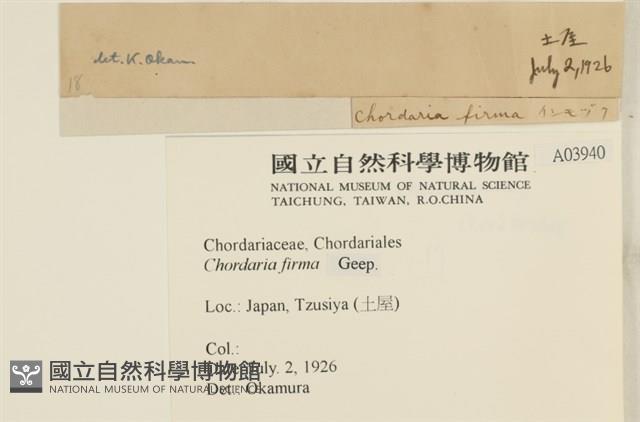 det. K. Okam
18
土屋
July 2, 1926
Chordaria firma イシモヅク
國立自然科學博物館
A03940
NATIONAL MUSEUM OF NATURAL SCIENCE
TAICHUNG, TAIWAN, R.O.CHINA
Chordariaceae, Chordariales
Chordaria firma Geep.
Loc.: Japan, Tzusiya (土屋)
Col.:
Date: July. 2, 1926
Det.: Okamura
國立自然科學博物館
NATIONAL MUSEUM OF NATURAL SCIENCE